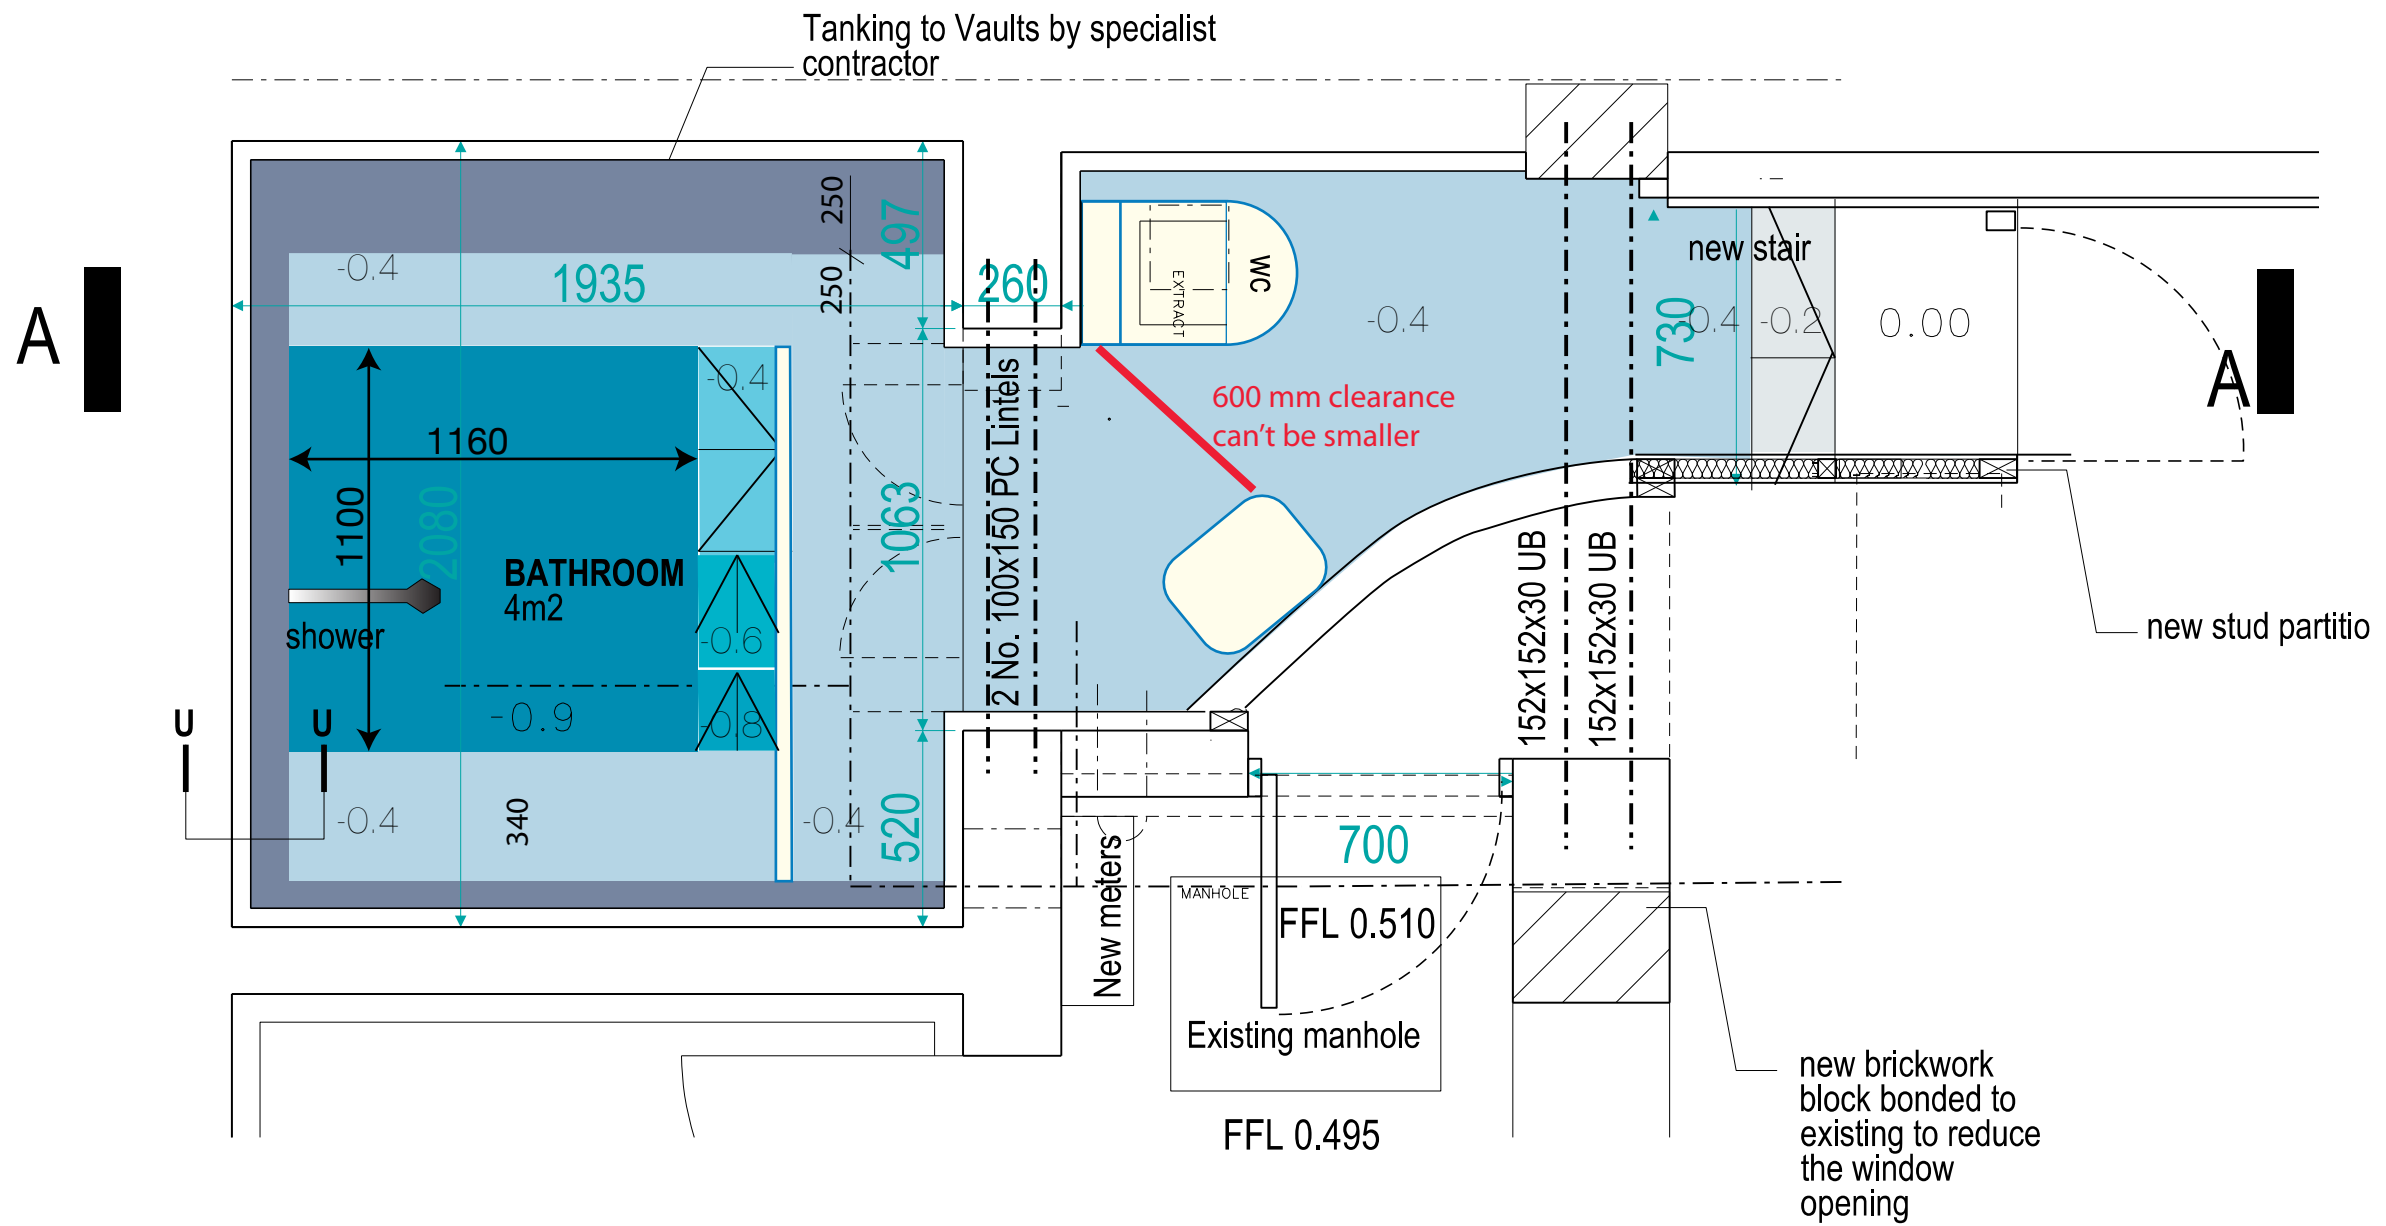 Tanking to Vaults by specialist
contractor
A
A
1935
260
497
250
250
-0.4
2080
1160
1100
BATHROOM
4m2
shower
-0.4
-0.6
-0.8
-0.9
U
U
-0.4
340
-0.4
1063
520
2 No. 100x150 PC Lintels
EXTRACT
WC
-0.4
600 mm clearance
can't be smaller
new stair
730
-0.4
-0.2
0.00
152x152x30 UB
152x152x30 UB
new stud partitio
700
New meters
MANHOLE
FFL 0.510
Existing manhole
FFL 0.495
new brickwork
block bonded to
existing to reduce
the window
opening